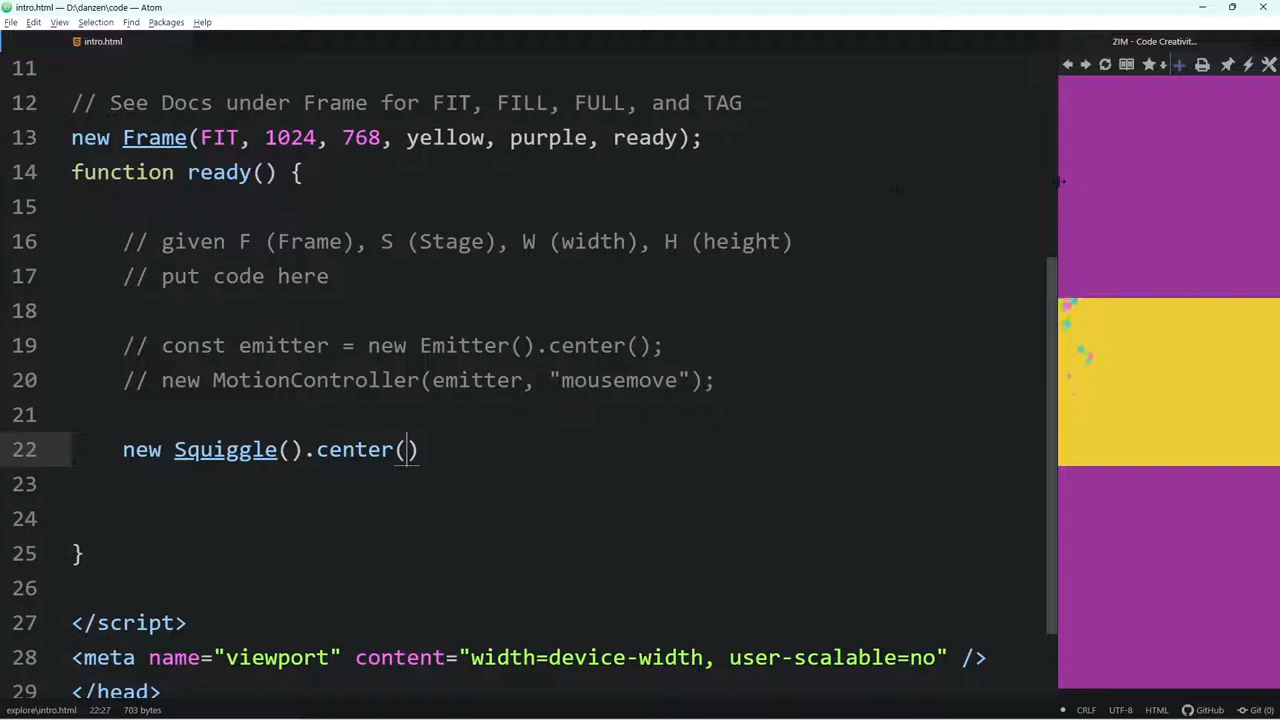 intro.html — D:\danzen\code — Atom
File Edit View Selection Find Packages Help
intro.html
ZIM - Code Creativit...
11
12 // See Docs under Frame for FIT, FILL, FULL, and TAG
13 new Frame(FIT, 1024, 768, yellow, purple, ready);
14 function ready() {
15
16 // given F (Frame), S (Stage), W (width), H (height)
17 // put code here
18
19 // const emitter = new Emitter().center();
20 // new MotionController(emitter, "mousemove");
21
22 new Squiggle().center()
23
24
25 }
26
27 </script>
28 <meta name="viewport" content="width=device-width, user-scalable=no" />
29 </head>
explore\intro.html 22:27 703 bytes CRLF UTF-8 HTML GitHub Git (0)